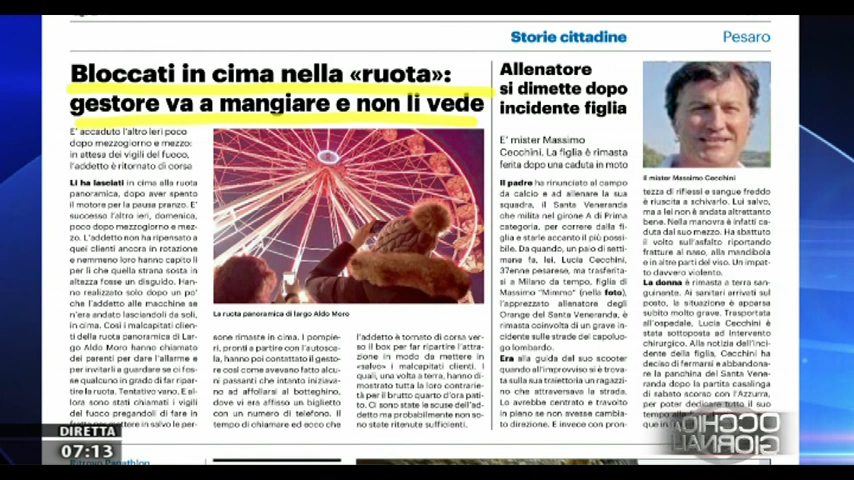 Storie cittadine
Pesaro
Bloccati in cima nella «ruota»:
gestore va a mangiare e non li vede
E' accaduto l'altro ieri poco
dopo mezzogiorno e mezzo:
in attesa dei vigili del fuoco,
l'addetto è ritornato di corsa
Li ha lasciati in cima alla ruota
panoramica, dopo aver spento
il motore per la pausa pranzo. E'
successo l'altro ieri, domenica,
poco dopo mezzogiorno e mez-
zo. L'addetto non ha ripensato a
quei clienti ancora in rotazione
e nemmeno loro hanno capito lì
per lì che quella strana sosta in
altezza fosse un disguido. Han-
no realizzato solo dopo un po'
che l'addetto alle macchine se
n'era andato lasciandoli da soli,
in cima. Così i malcapitati clien-
ti della ruota panoramica di Lar-
go Aldo Moro hanno chiamato
dei parenti per dare l'allarme e
per invitarli a guardare se ci fos-
se qualcuno in grado di far ripar-
tire la ruota. Tentativo vano. E al-
lora sono stati chiamati i vigili
del fuoco pregandoli di fare in
fretta per mettere in salvo le per-
La ruota panoramica di largo Aldo Moro
sone rimaste in cima. I pompie-
ri, pronti a partire con l'autosca-
la, hanno poi contattato il gesto-
re così come avevano fatto alcu-
ni passanti che intanto iniziava-
no ad affollarsi al botteghino,
dove vi era affisso un biglietto
con un numero di telefono. Il
tempo di chiamare ed ecco che
l'addetto è tornato di corsa ver-
so il box per far ripartire l'attra-
zione in modo da mettere in
«salvo» i malcapitati clienti. I
quali, una volta a terra, hanno di-
mostrato tutta la loro contrarie-
tà per il brutto quarto d'ora pati-
to. Ci sono state le scuse dell'ad-
detto ma probabilmente non so-
no state ritenute sufficienti.
Allenatore
si dimette dopo
incidente figlia
E' mister Massimo
Cecchini. La figlia è rimasta
ferita dopo una caduta in moto
Il padre ha rinunciato al campo
da calcio e ad allenare la sua
squadra, il Santa Veneranda
che milita nel girone A di Prima
categoria, per correre dalla fi-
glia e starle accanto il più possi-
bile. Da quando, un paio di setti-
mane fa, lei, Lucia Cecchini,
37enne pesarese, ma trasferita-
si a Milano da tempo, figlia di
Massimo "Mimmo" (nella foto),
l'apprezzato allenatore degli
Orange del Santa Veneranda, è
rimasta coinvolta di un grave in-
cidente sulle strade del capoluo-
go lombardo.
Era alla guida del suo scooter
quando all'improvviso si è trova-
ta sulla sua traiettoria un ragazzi-
no che attraversava la strada.
Lo avrebbe centrato e travolto
in pieno se non avesse cambia-
to direzione. E invece con pron-
Il mister Massimo Cecchini
tezza di riflessi e sangue freddo
è riuscita a schivarlo. Lui salvo,
ma a lei non è andata altrettanto
bene. Nella manovra è infatti ca-
duta dal suo mezzo. Ha sbattuto
il volto sull'asfalto riportando
fratture al naso, alla mandibola
e in altre parti del viso. Un impat-
to davvero violento.
La donna è rimasta a terra san-
guinante. Ai sanitari arrivati sul
posto, la situazione è apparsa
subito molto grave. Trasportata
all'ospedale, Lucia Cecchini è
stata sottoposta ad intervento
chirurgico. Alla notizia dell'inci-
dente della figlia, Cecchini ha
deciso di fermarsi e abbandona-
re la panchina del Santa Vene-
randa dopo la partita casalinga
di sabato scorso con l'Azzurra,
per poter dedicare tutto il suo
tempo alla
OCCHIO
GIORNALI
DIRETTA
07:13
Ritrovo Panathlon